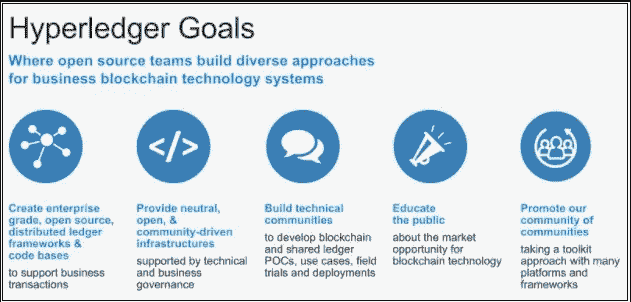 Hyperledger Goals
Where open source teams build diverse approaches
for business blockchain technology systems
</>
Create enterprise
grade, open source,
distributed ledger
frameworks &
code bases
to support business
transactions
Provide neutral,
open, &
community-driven
infrastructures
supported by technical
and business
governance
Build technical
communities
to develop blockchain
and shared ledger
POCs, use cases, field
trials and deployments
Educate
the public
about the market
opportunity for
blockchain technology
Promote our
community of
communities
taking a toolkit
approach with many
platforms and
frameworks